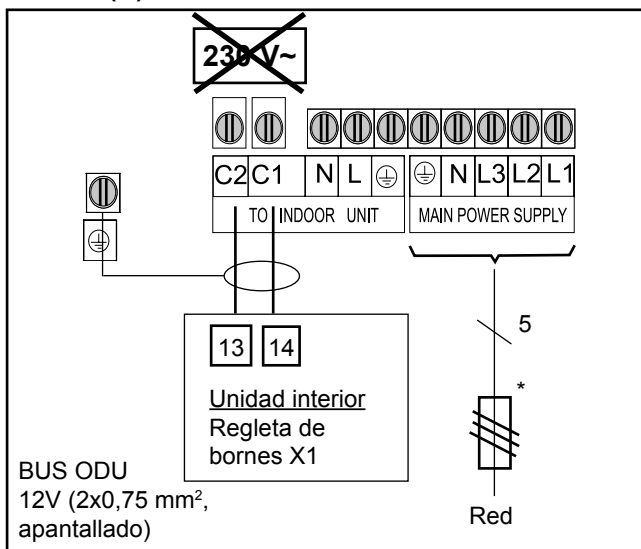 230 V~
C2 C1 N L N L3 L2 L1
TO INDOOR UNIT MAIN POWER SUPPLY
5
13 14
*
Unidad interior
Regleta de
bornes X1
BUS ODU
12V (2x0,75 mm²,
apantallado)
Red